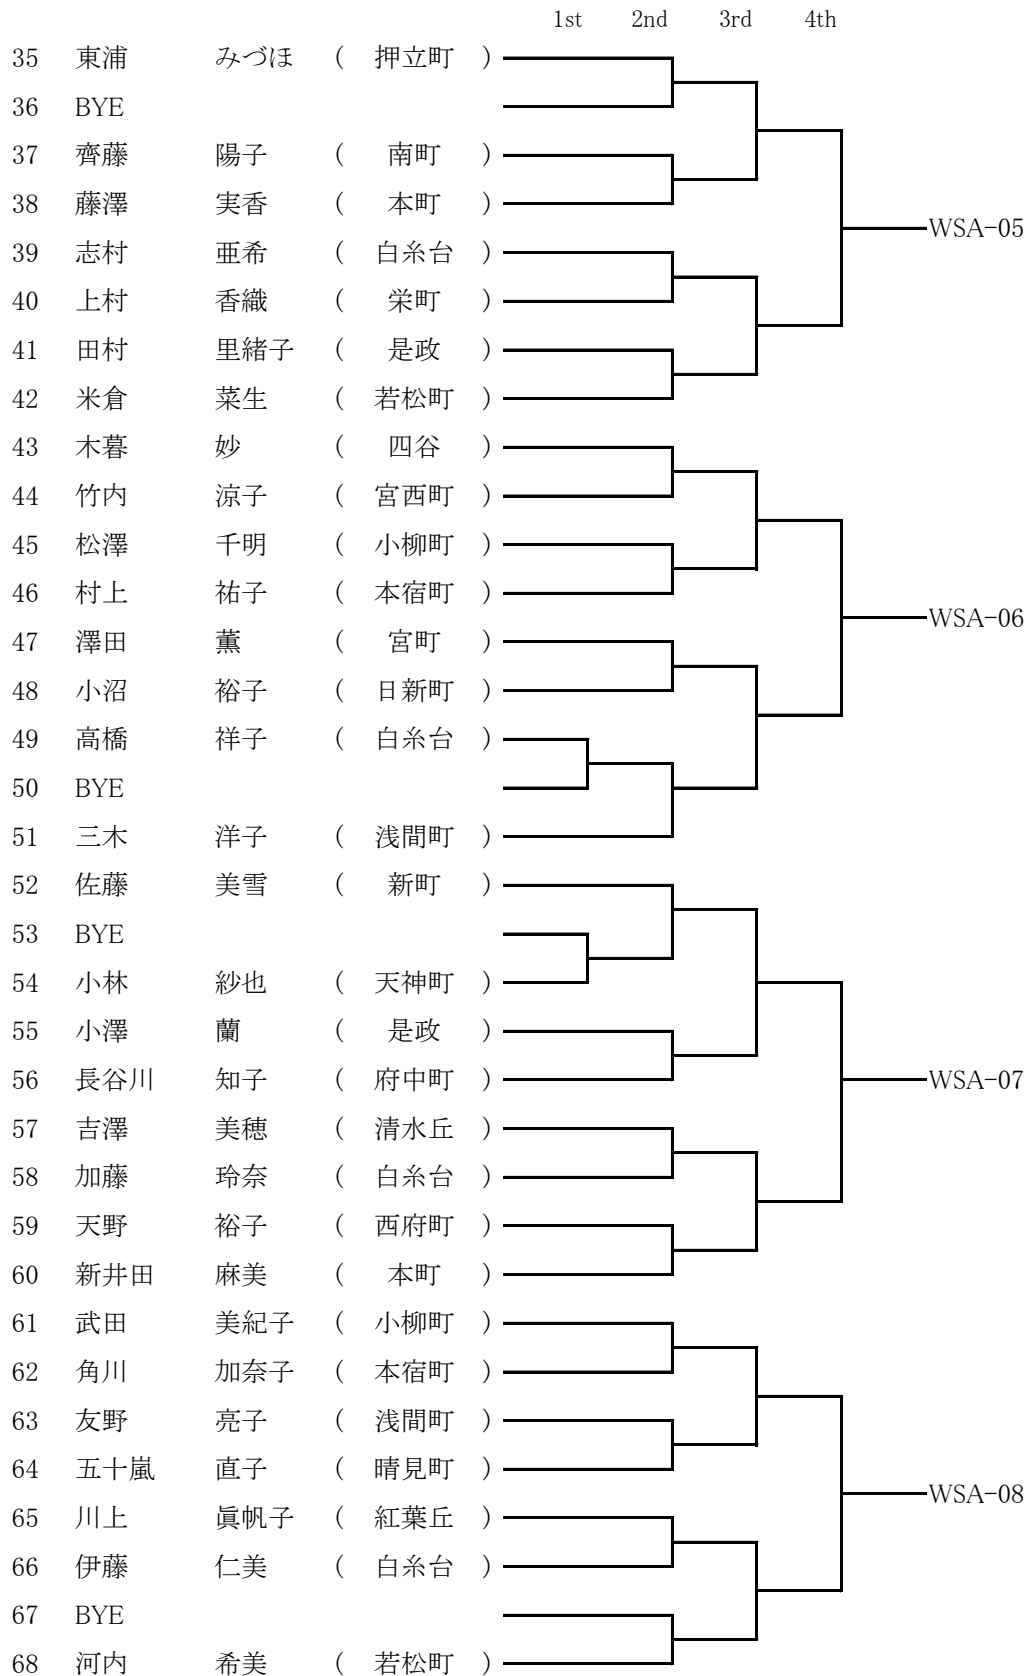 1st 2nd 3rd 4th
35 東浦 みづほ ( 押立町 )
36 BYE
37 齊藤 陽子 ( 南町 )
38 藤澤 実香 ( 本町 )
WSA-05
39 志村 亜希 ( 白糸台 )
40 上村 香織 ( 栄町 )
41 田村 里緒子 ( 是政 )
42 米倉 菜生 ( 若松町 )
43 木暮 妙 ( 四谷 )
44 竹内 涼子 ( 宮西町 )
45 松澤 千明 ( 小柳町 )
46 村上 祐子 ( 本宿町 )
WSA-06
47 澤田 薫 ( 宮町 )
48 小沼 裕子 ( 日新町 )
49 高橋 祥子 ( 白糸台 )
50 BYE
51 三木 洋子 ( 浅間町 )
52 佐藤 美雪 ( 新町 )
53 BYE
54 小林 紗也 ( 天神町 )
55 小澤 蘭 ( 是政 )
56 長谷川 知子 ( 府中町 ) WSA-07
57 吉澤 美穂 ( 清水丘 )
58 加藤 玲奈 ( 白糸台 )
59 天野 裕子 ( 西府町 )
60 新井田 麻美 ( 本町 )
61 武田 美紀子 ( 小柳町 )
62 角川 加奈子 ( 本宿町 )
63 友野 亮子 ( 浅間町 )
64 五十嵐 直子 ( 晴見町 )
WSA-08
65 川上 眞帆子 ( 紅葉丘 )
66 伊藤 仁美 ( 白糸台 )
67 BYE
68 河内 希美 ( 若松町 )